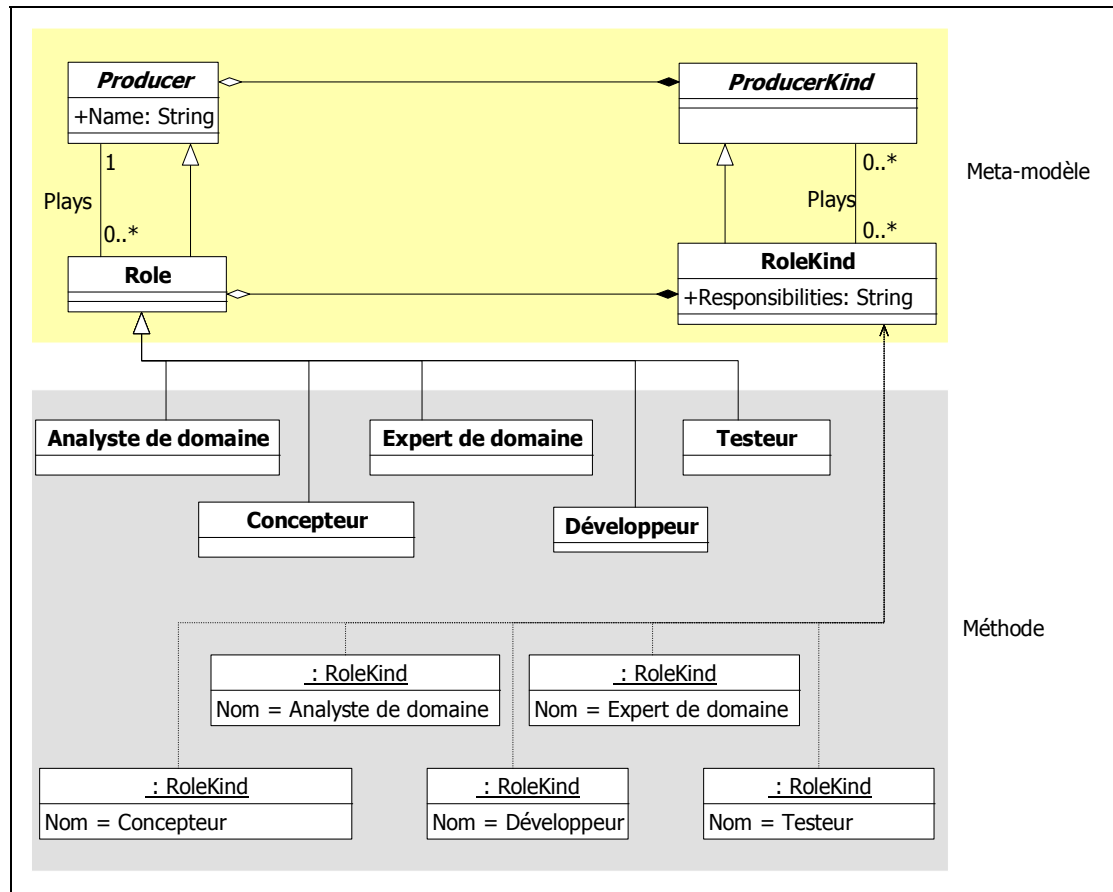 Producer
+Name: String
ProducerKind
1
Plays
0..*
0..*
Plays
0..*
Meta-modèle
Role
RoleKind
+Responsibilities: String
Analyste de domaine
Expert de domaine
Testeur
Concepteur
Développeur
Méthode
: RoleKind
Nom = Analyste de domaine
: RoleKind
Nom = Expert de domaine
: RoleKind
Nom = Concepteur
: RoleKind
Nom = Développeur
: RoleKind
Nom = Testeur